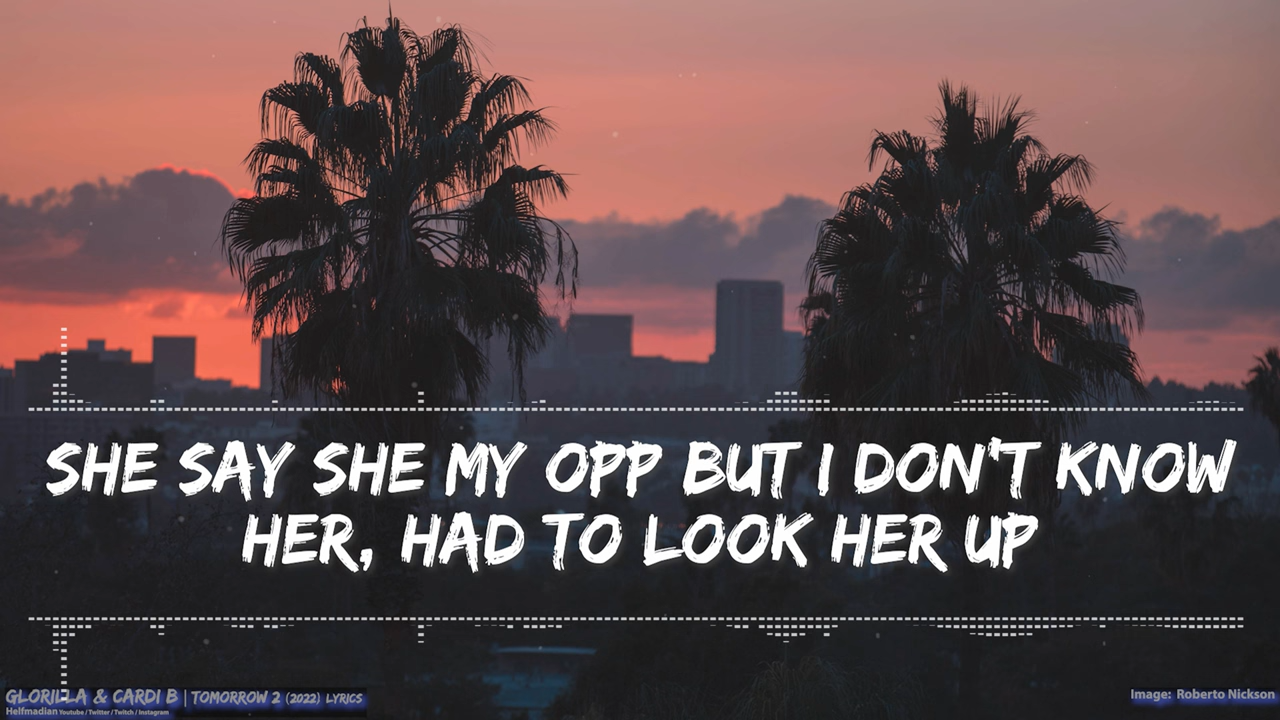 SHE SAY SHE MY OPP BUT I DON'T KNOW
HER, HAD TO LOOK HER UP
GLORILLA & CARDI B | TOMORROW 2 (2022) LYRICS
Helfmadian Youtube / Twitter / Twitch / Instagram
Image: Roberto Nickson